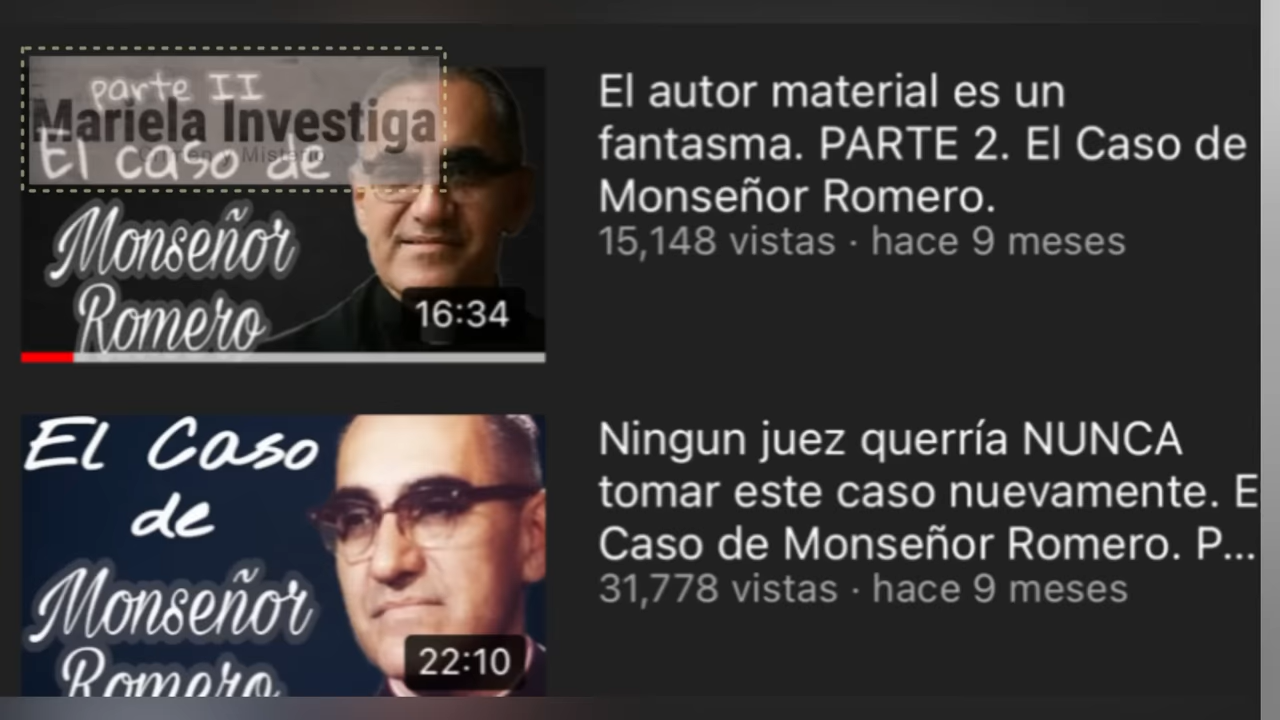 parte II
Mariela Investiga
El caso de
Monseñor
Romero
16:34
El autor material es un
fantasma. PARTE 2. El Caso de
Monseñor Romero.
15,148 vistas · hace 9 meses
El Caso
de
Monseñor
Romero
22:10
Ningun juez querría NUNCA
tomar este caso nuevamente. E
Caso de Monseñor Romero. P...
31,778 vistas · hace 9 meses